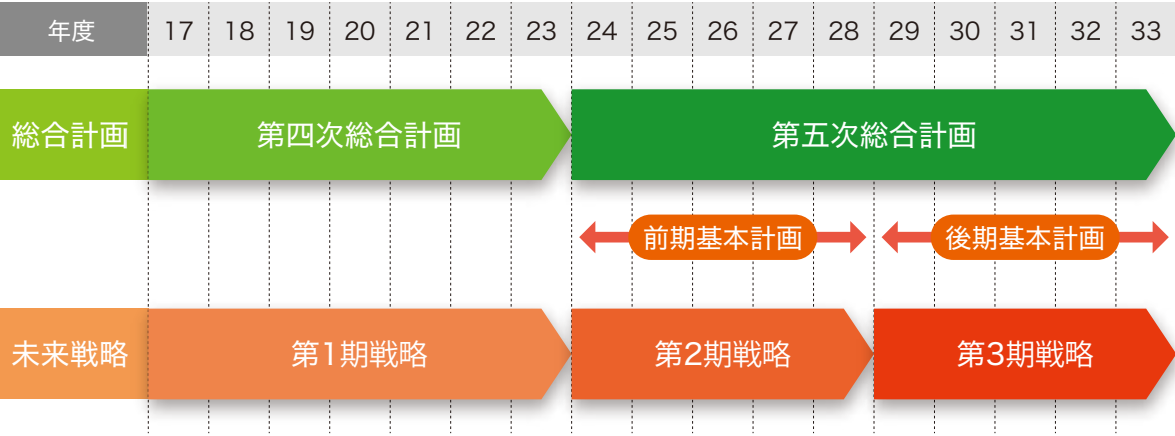 年度 17 18 19 20 21 22 23 24 25 26 27 28 29 30 31 32 33
総合計画 第四次総合計画 第五次総合計画
前期基本計画 後期基本計画
未来戦略 第1期戦略 第2期戦略 第3期戦略